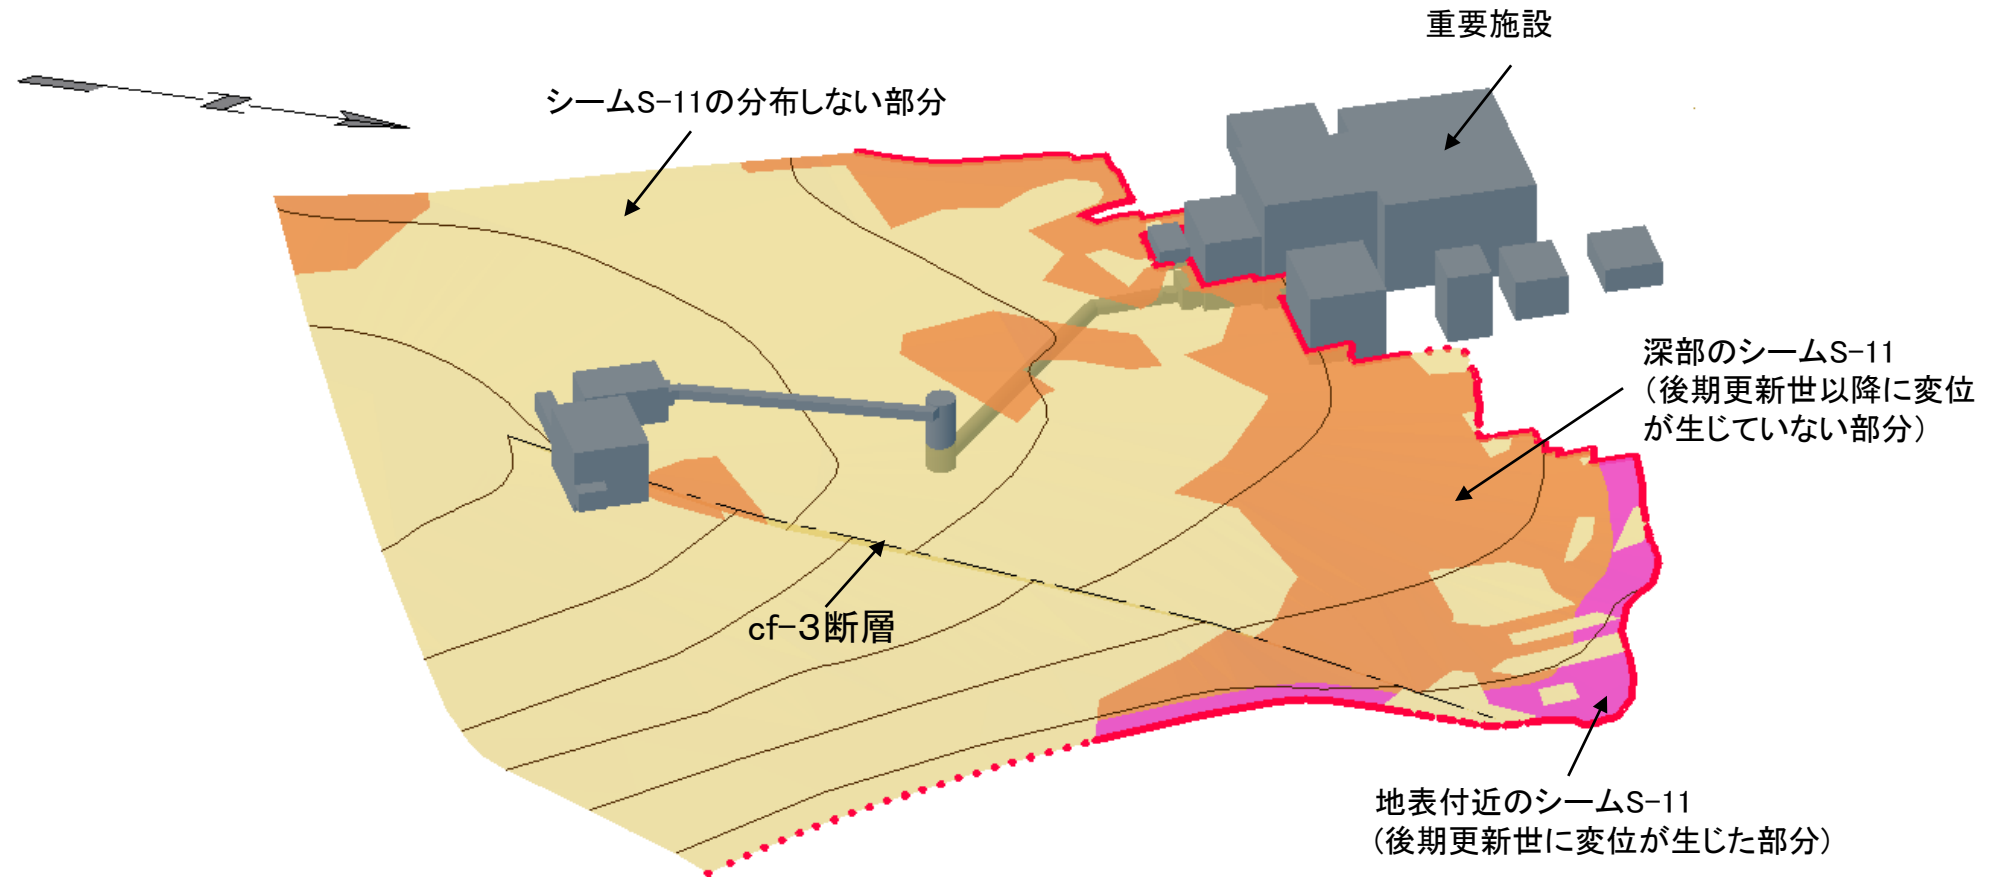 重要施設
シームS-11の分布しない部分
深部のシームS-11
（後期更新世以降に変位
が生じていない部分）
cf-3断層
地表付近のシームS-11
（後期更新世に変位が生じた部分）